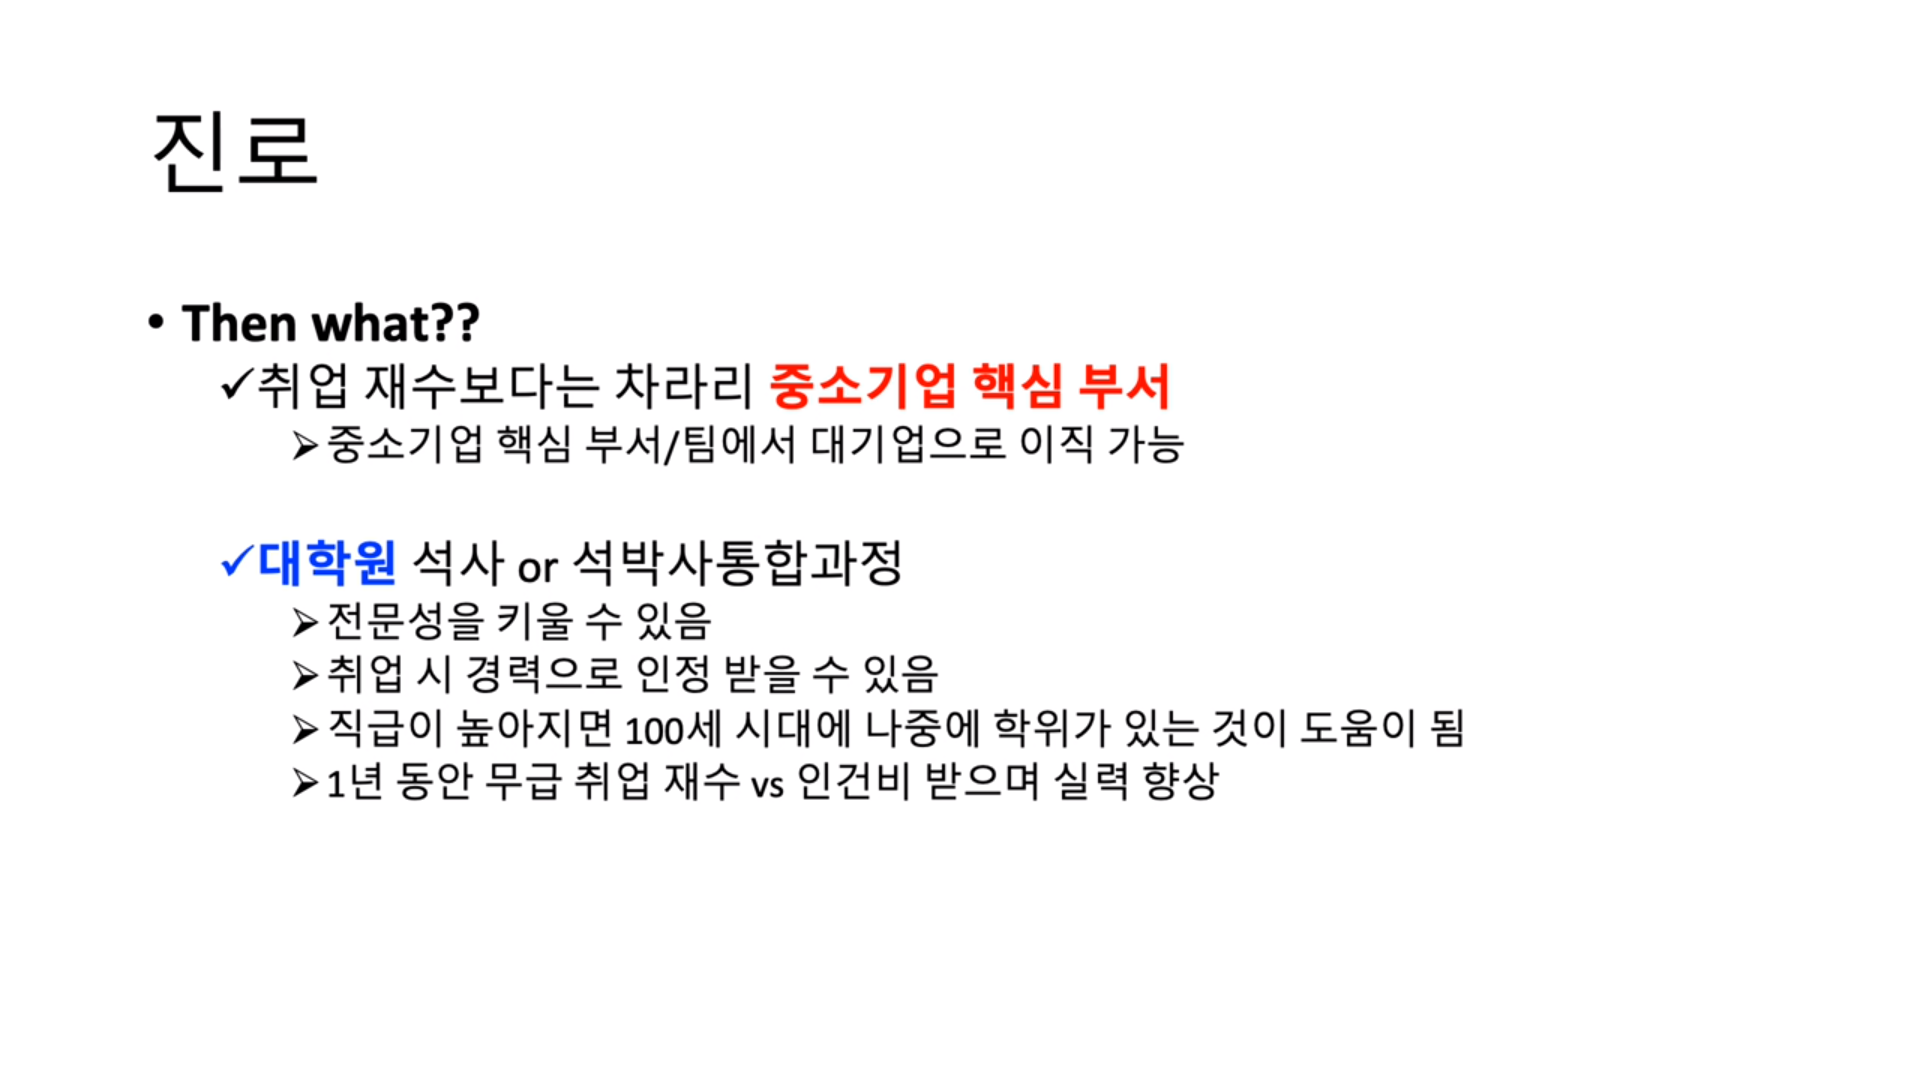 진로
• Then what??
✓취업 재수보다는 차라리 중소기업 핵심 부서
➢중소기업 핵심 부서/팀에서 대기업으로 이직 가능
✓대학원 석사 or 석박사통합과정
➢전문성을 키울 수 있음
➢취업 시 경력으로 인정 받을 수 있음
➢직급이 높아지면 100세 시대에 나중에 학위가 있는 것이 도움이 됨
➢1년 동안 무급 취업 재수 vs 인건비 받으며 실력 향상